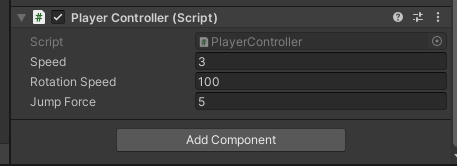 Player Controller (Script)
Script PlayerController
Speed 3
Rotation Speed 100
Jump Force 5
Add Component